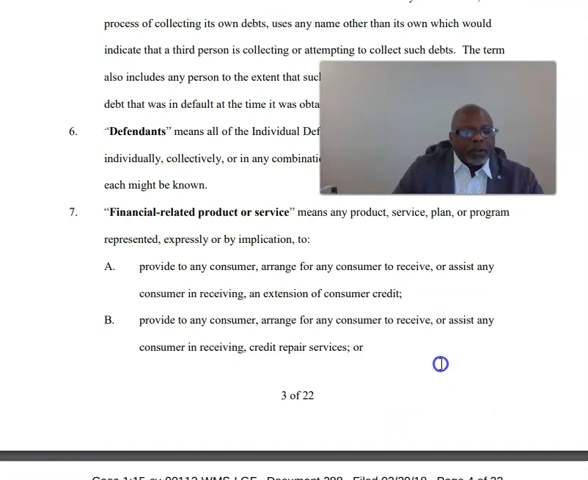 process of collecting its own debts, uses any name other than its own which would
indicate that a third person is collecting or attempting to collect such debts. The term
also includes any person to the extent that
debt that was in default at the time it was
6. “Defendants” means all of the Individual
individually, collectively, or in any
each might be known.
7. “Financial-related product or service” means any product, service, plan, or program
represented, expressly or by implication, to:
A. provide to any consumer, arrange for any consumer to receive, or assist any
consumer in receiving, an extension of consumer credit;
B. provide to any consumer, arrange for any consumer to receive, or assist any
consumer in receiving, credit repair services; or
3 of 22